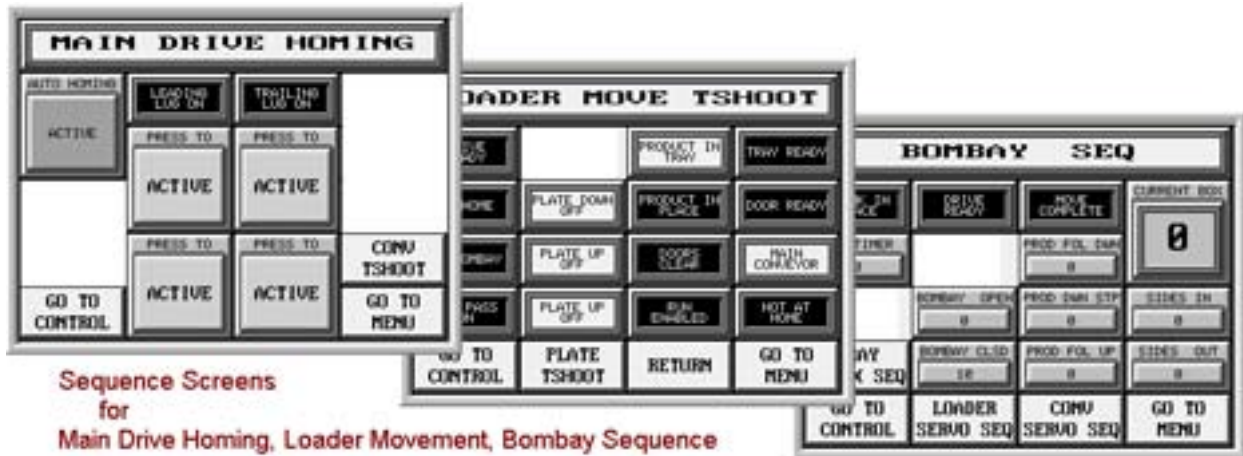 MAIN DRIVE HOMING
AUTO HOMING
ACTIVE
LEADING
LUG ON
TRAILING
LUG ON
PRESS TO
ACTIVE
PRESS TO
ACTIVE
PRESS TO
ACTIVE
PRESS TO
ACTIVE
CONV
TSHOOT
GO TO
CONTROL
GO TO
MENU
MOVE TSHOOT
PRODUCT IN
TRAY
TRAY READY
PLATE DOWN
OFF
PRODUCT IN
PLACE
DOOR READY
PLATE UP
OFF
DOORS
CLEAR
MAIN
CONVEYOR
PASS
PLATE UP
OFF
RUN
ENABLED
NOT AT
HOME
GO TO
CONTROL
PLATE
TSHOOT
RETURN
GO TO
MENU
BOMBAY SEQ
DRIVE
READY
MOVE
COMPLETE
CURRENT BOX
0
TIMER
PROD FOL DWN
0
BOMBAY OPEN
0
PROD DWN STP
0
SIDES IN
0
BOMBAY CLSD
10
PROD FOL UP
0
SIDES OUT
0
SEQ
GO TO
CONTROL
LOADER
SERVO SEQ
CONV
SERVO SEQ
GO TO
MENU
Sequence Screens
for
Main Drive Homing, Loader Movement, Bombay Sequence